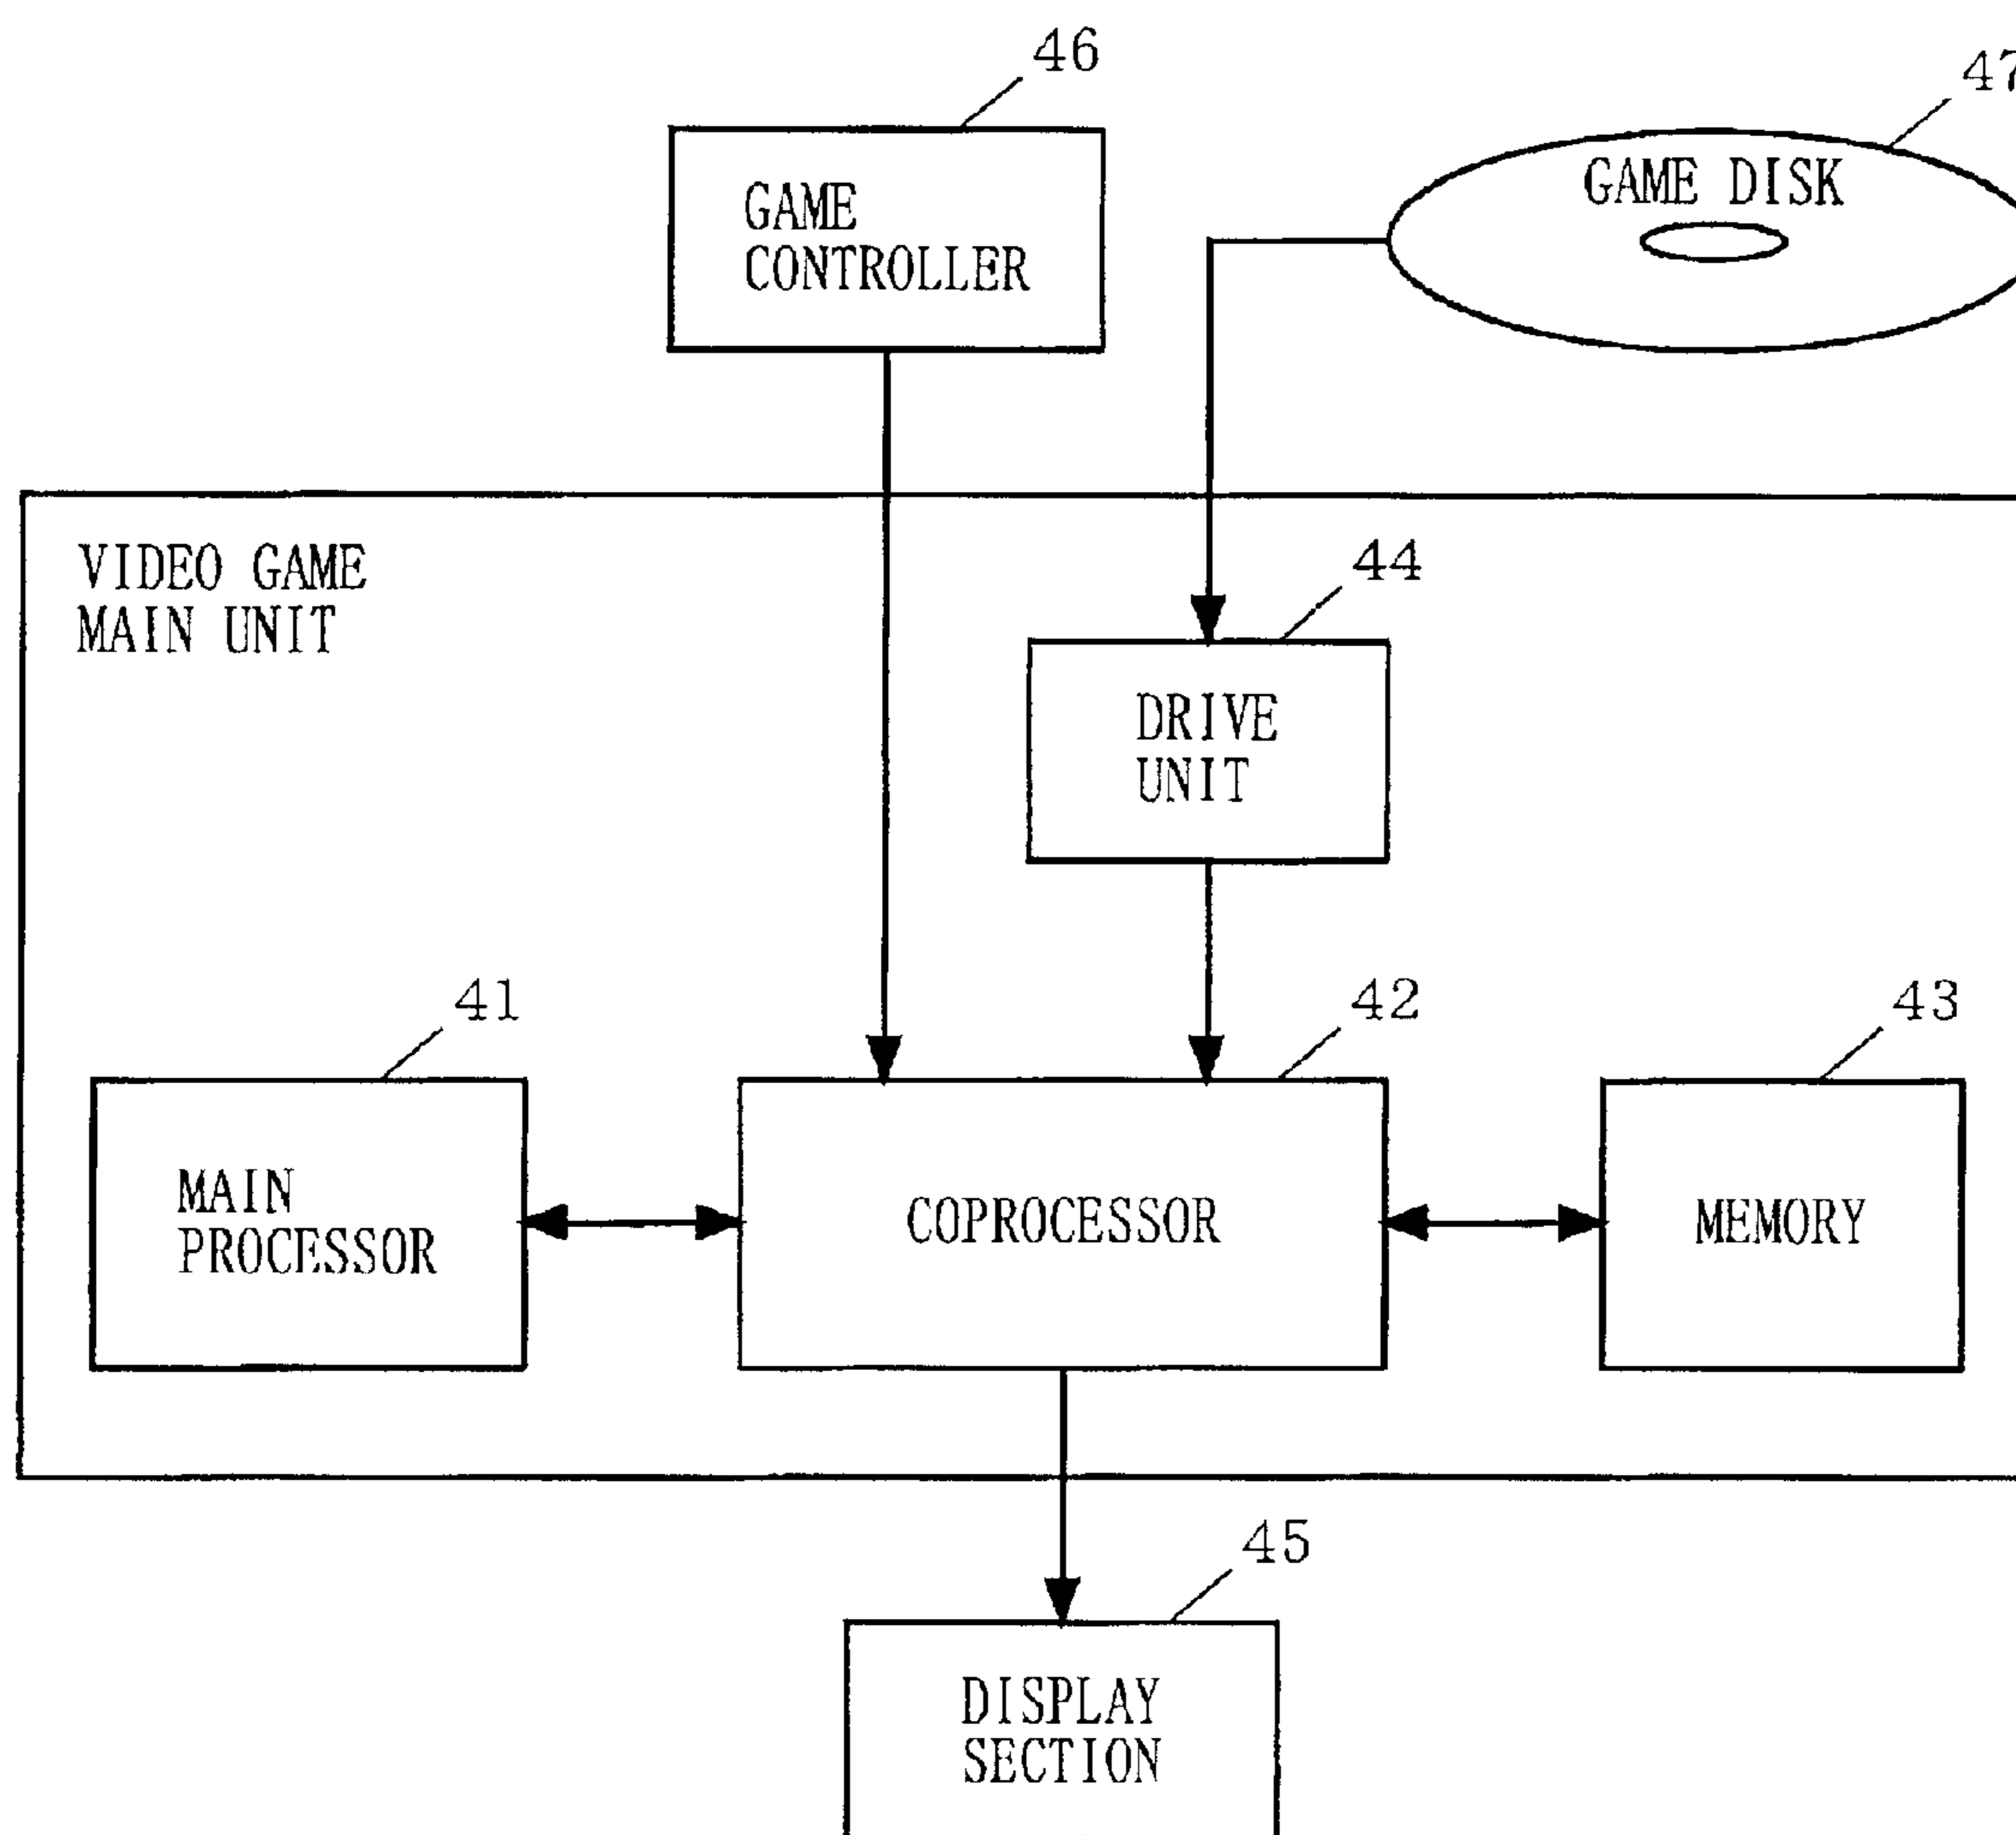 46
47
GAME
CONTROLLER
GAME DISK
VIDEO GAME
MAIN UNIT
44
DRIVE
UNIT
41
42
43
MAIN
PROCESSOR
COPROCESSOR
MEMORY
45
DISPLAY
SECTION